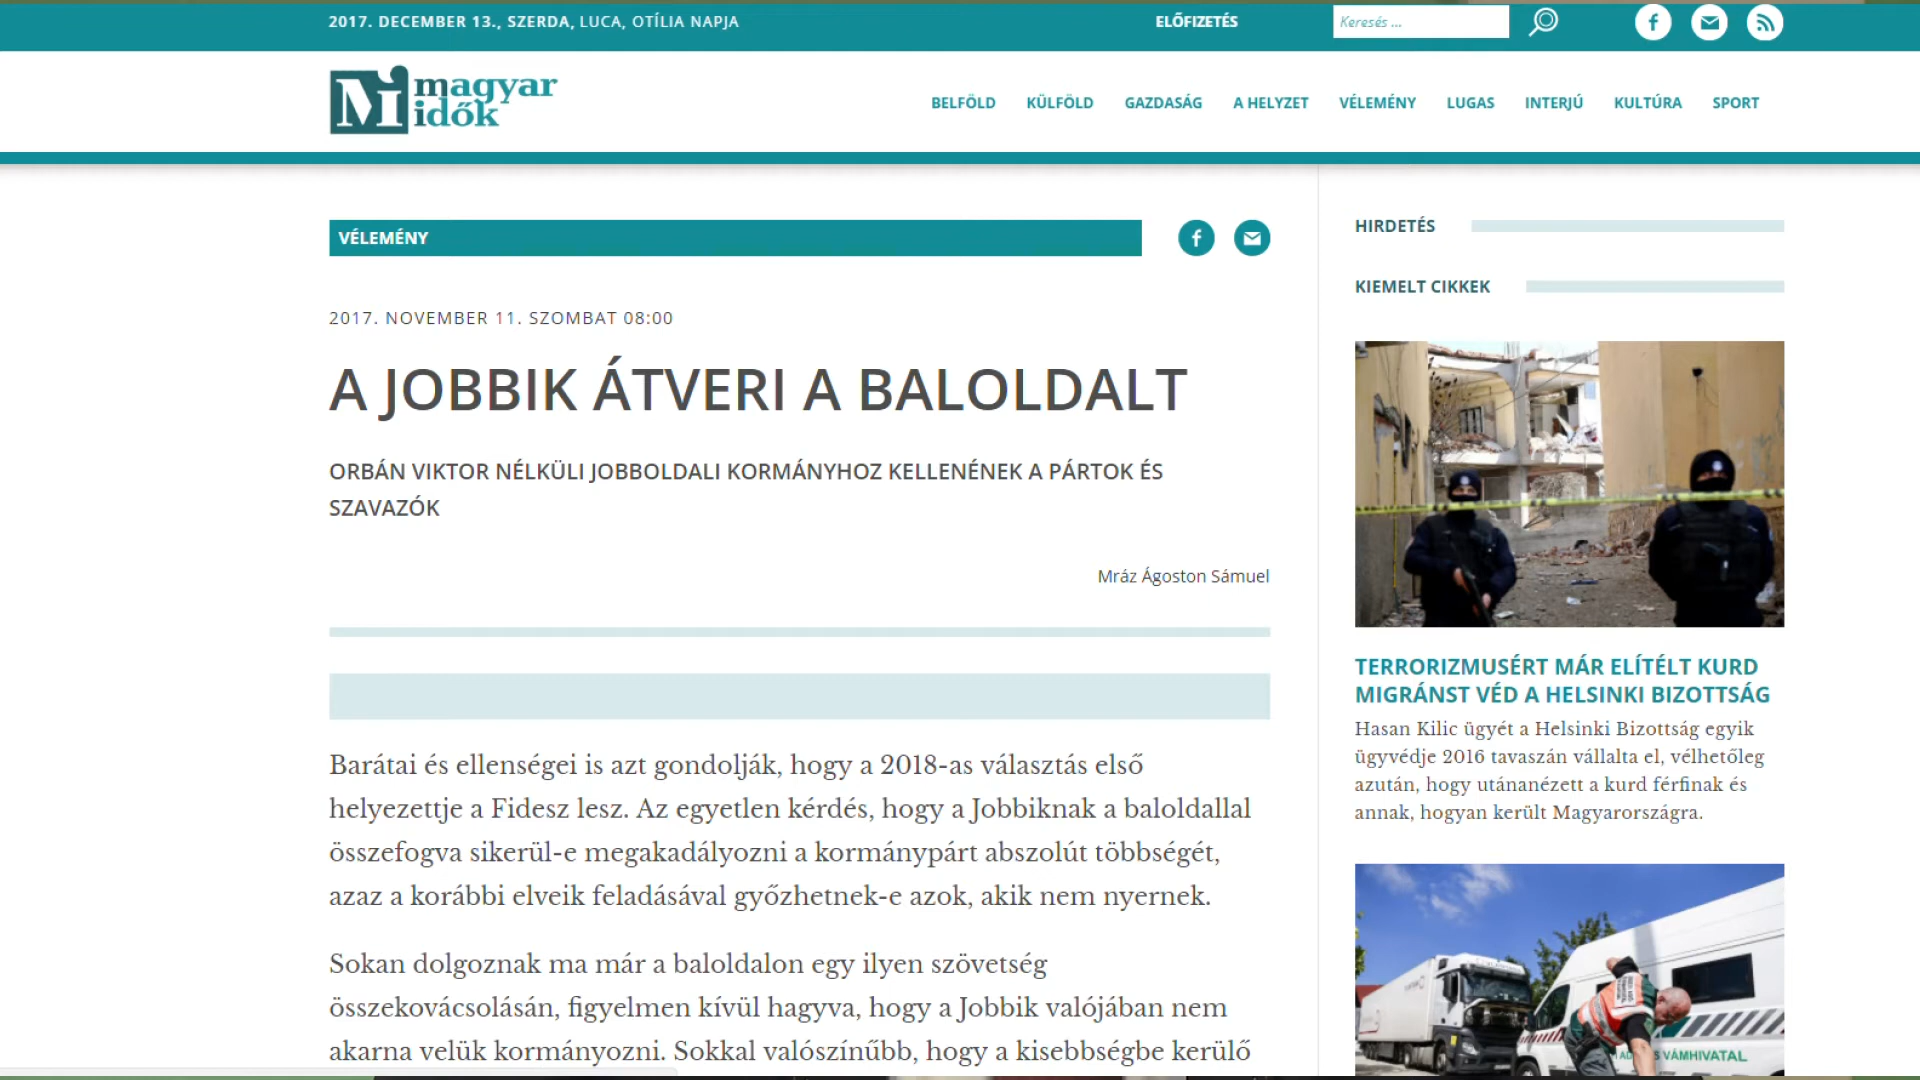 2017. DECEMBER 13., SZERDA, LUCA, OTÍLIA NAPJA
ELŐFIZETÉS
Keresés ...
magyar
idők
BELFÖLD KÜLFÖLD GAZDASÁG A HELYZET VÉLEMÉNY LUGAS INTERJÚ KULTÚRA SPORT
VÉLEMÉNY
2017. NOVEMBER 11. SZOMBAT 08:00
A JOBBIK ÁTVERI A BALOLDALT
ORBÁN VIKTOR NÉLKÜLI JOBBOLDALI KORMÁNYHOZ KELLENÉNEK A PÁRTOK ÉS
SZAVAZÓK
Mráz Ágoston Sámuel
Barátai és ellenségei is azt gondolják, hogy a 2018-as választás első
helyezettje a Fidesz lesz. Az egyetlen kérdés, hogy a Jobbiknak a baloldallal
összefogva sikerül-e megakadályozni a kormánypárt abszolút többségét,
azaz a korábbi elveik feladásával győzhetnek-e azok, akik nem nyernek.
Sokan dolgoznak ma már a baloldalon egy ilyen szövetség
összekovácsolásán, figyelmen kívül hagyva, hogy a Jobbik valójában nem
akarna velük kormányozni. Sokkal valószínűbb, hogy a kisebbségbe kerülő
HIRDETÉS
KIEMELT CIKKEK
TERRORIZMUSÉRT MÁR ELÍTÉLT KURD
MIGRÁNST VÉD A HELSINKI BIZOTTSÁG
Hasan Kilic ügyét a Helsinki Bizottság egyik
ügyvédje 2016 tavaszán vállalta el, vélhetőleg
azután, hogy utánanézett a kurd férfinak és
annak, hogyan került Magyarországra.
VÁMHIVATAL